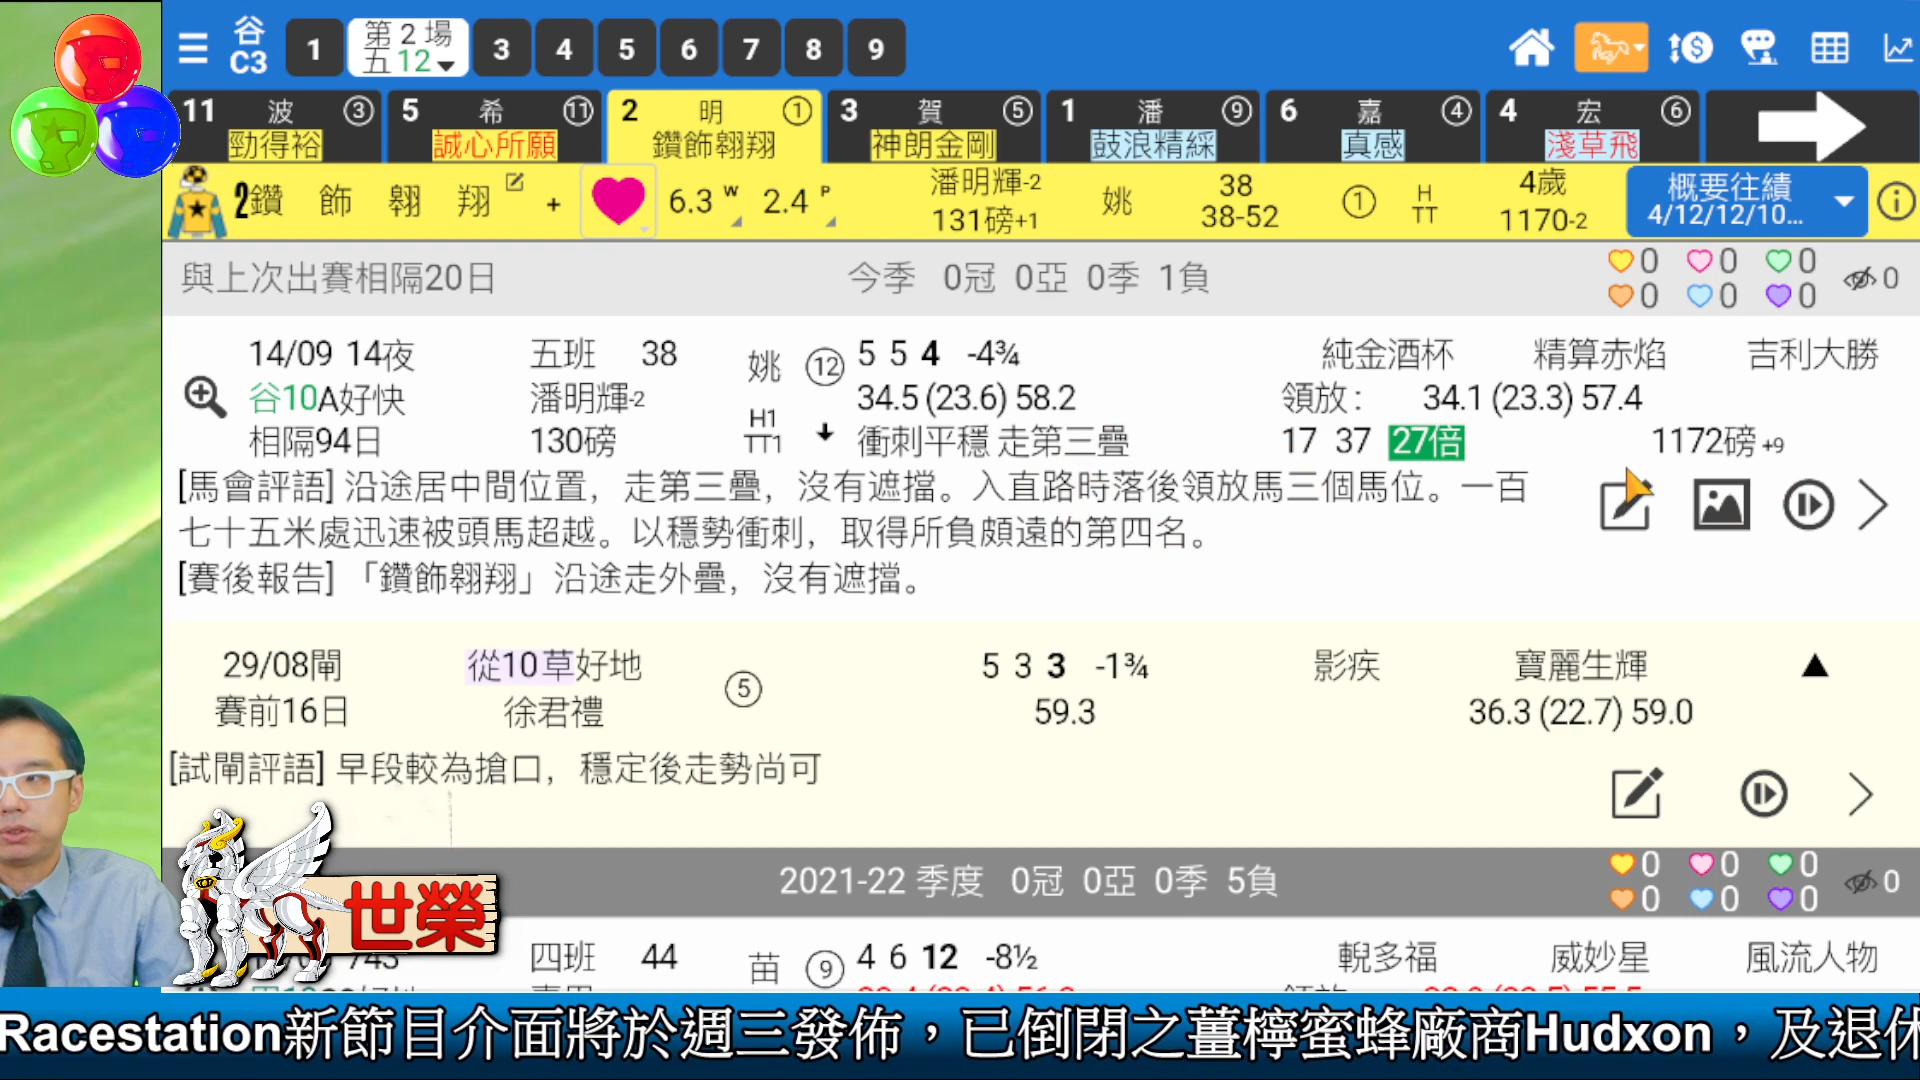 谷 C3 1 第 2 場 五 12 3 4 5 6 7 8 9
11 波 ③ 5 希 ⑪ 2 明 ① 3 賀 ⑤ 1 潘 ⑨ 6 嘉 ④ 4 宏 ⑥
勁得裕 誠心所願 鑽飾翱翔 神朗金剛 鼓浪精綵 真感 淺草飛
2鑽飾翱翔 + 6.3 W 2.4 P 潘明輝-2 131磅+1 姚 38 38-52 ① H TT 4歲 1170-2 概要往績 4/12/12/10...
與上次出賽相隔20日 今季 0冠 0亞 0季 1負 0 0 0 0 0 0 0
14/09 14夜 五班 38 姚 ⑫ 5 5 4 -4¾ 純金酒杯 精算赤焰 吉利大勝
谷10A好快 潘明輝-2 34.5 (23.6) 58.2 領放: 34.1 (23.3) 57.4
相隔94日 130磅 H1 TT1 衝刺平穩 走第三疊 17 37 27倍 1172磅 +9
[馬會評語] 沿途居中間位置，走第三疊，沒有遮擋。入直路時落後領放馬三個馬位。一百
七十五米處迅速被頭馬超越。以穩勢衝刺，取得所負頗遠的第四名。
[賽後報告] 「鑽飾翱翔」沿途走外疊，沒有遮擋。
29/08閘 從10草好地 ⑤ 5 3 3 -1¾ 影疾 寶麗生輝
賽前16日 徐君禮 59.3 36.3 (22.7) 59.0
[試閘評語] 早段較為搶口，穩定後走勢尚可
2021-22 季度 0冠 0亞 0季 5負 0 0 0 0 0 0 0
世榮
743 四班 44 苗 ⑨ 4 6 12 -8½ 輗多福 威妙星 風流人物
Racestation新節目介面將於週三發佈，已倒閉之薑檸蜜蜂廠商Hudxon，及退休